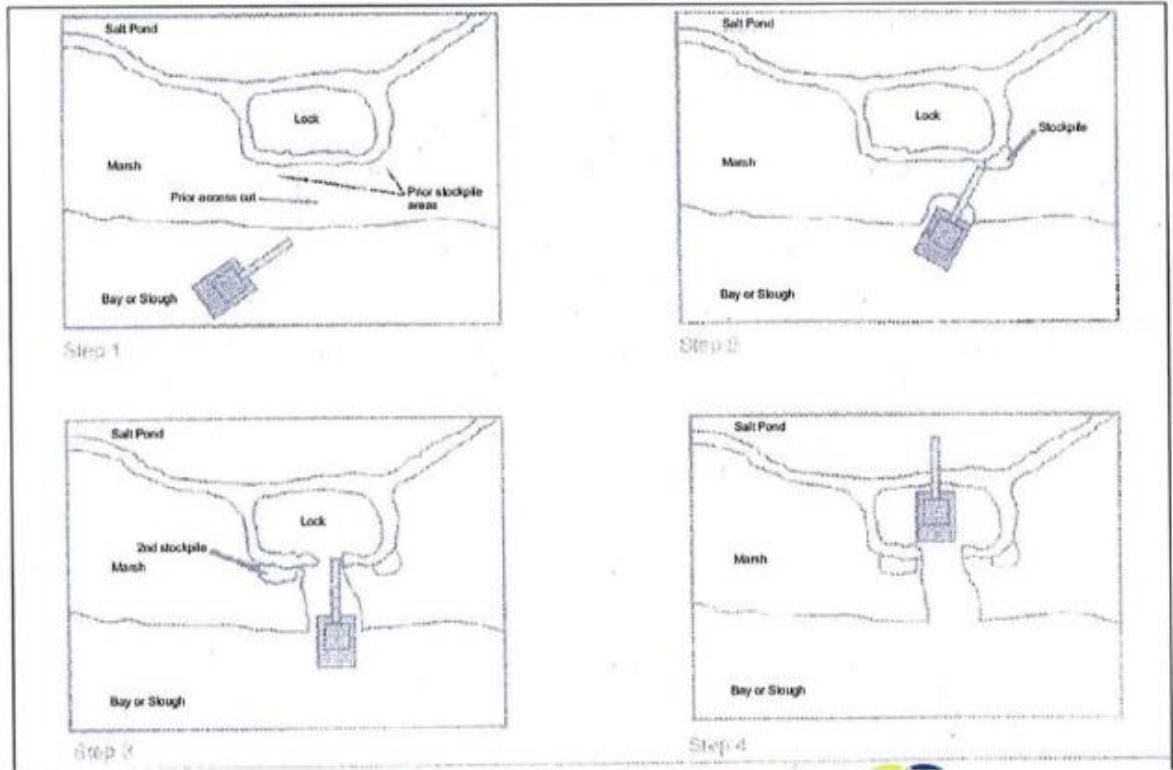 Salt Pond
Lock
Marsh
Prior access cut
Prior stockpile
areas
Bay or Slough
Step 1
Salt Pond
Lock
Stockpile
Marsh
Bay or Slough
Step 2
Salt Pond
Lock
2nd stockpile
Marsh
Bay or Slough
Step 3
Salt Pond
Marsh
Bay or Slough
Step 4